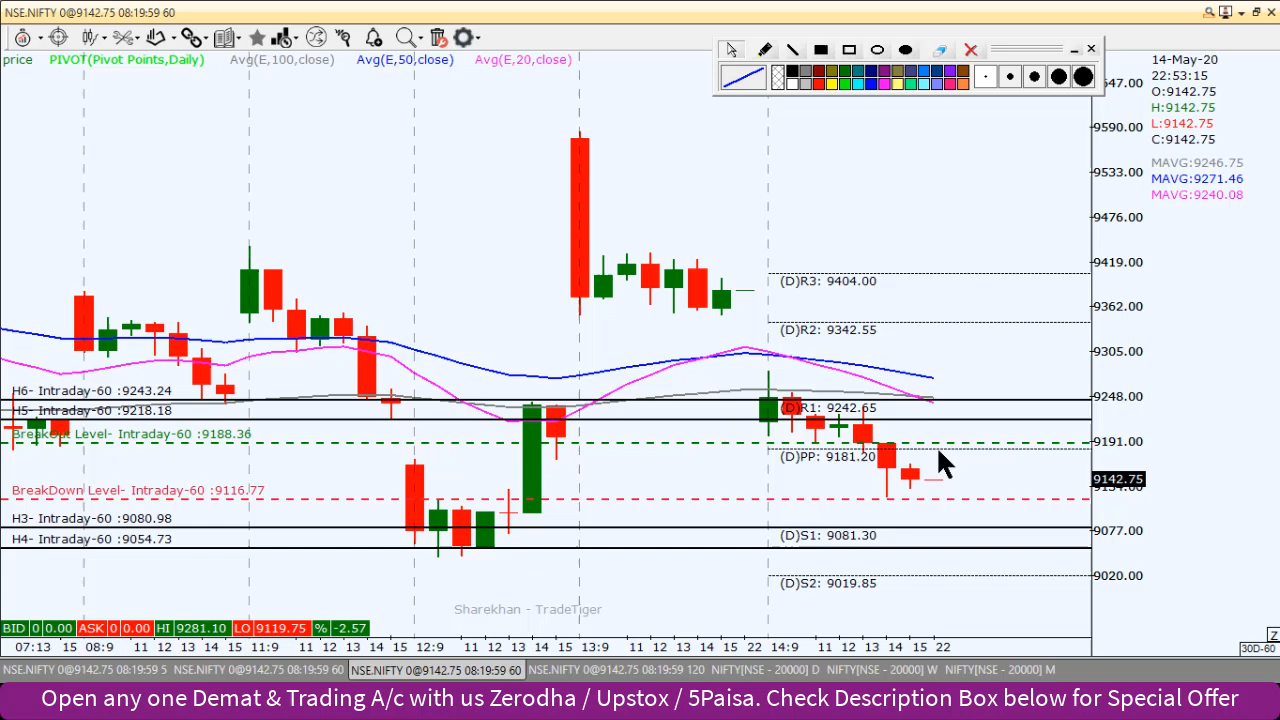 NSE.NIFTY 0@9142.75 08:19:59 60
price PIVOT(Pivot Points,Daily) Avg(E,100,close) Avg(E,50,close) Avg(E,20,close)
14-May-20
22:53:15
O:9142.75
H:9142.75
L:9142.75
C:9142.75
MAVG:9246.75
MAVG:9271.46
MAVG:9240.08
9590.00
9533.00
9476.00
9419.00
9362.00
9305.00
9248.00
9191.00
9142.75
9077.00
9020.00
(D)R3: 9404.00
(D)R2: 9342.55
H6- Intraday-60 :9243.24
(D)R1: 9242.65
H5- Intraday-60 :9218.18
BreakOut Level- Intraday-60 :9188.36
(D)PP: 9181.20
BreakDown Level- Intraday-60 :9116.77
H3- Intraday-60 :9080.98
(D)S1: 9081.30
H4- Intraday-60 :9054.73
(D)S2: 9019.85
Sharekhan - TradeTiger
BID 0 0.00 ASK 0 0.00 HI 9281.10 LO 9119.75 % -2.57
Z
07:13 15 08:9 11 12 13 14 15 11:9 11 12 13 14 15 12:9 11 12 13 14 15 13:9 11 12 13 14 15 22 14:9 11 12 13 14 15 22
30D-60
NSE.NIFTY 0@9142.75 08:19:59 5 NSE.NIFTY 0@9142.75 08:19:59 60 NSE.NIFTY 0@9142.75 08:19:59 60 NSE.NIFTY 0@9142.75 08:19:59 120 NIFTY[NSE - 20000] D NIFTY[NSE - 20000] W NIFTY[NSE - 20000] M
Open any one Demat & Trading A/c with us Zerodha / Upstox / 5Paisa. Check Description Box below for Special Offer